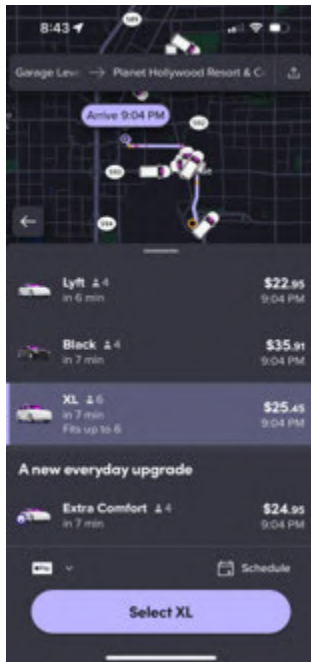 8:43
Garage Leve → Planet Hollywood Resort & C
Arrive 9:04 PM
Lyft 4
$22.95
in 6 min
9:04 PM
Black 4
$35.91
in 7 min
9:04 PM
XL 6
$25.45
in 7 min
9:04 PM
Fits up to 6
A new everyday upgrade
Extra Comfort 4
$24.95
in 7 min
9:04 PM
Schedule
Select XL